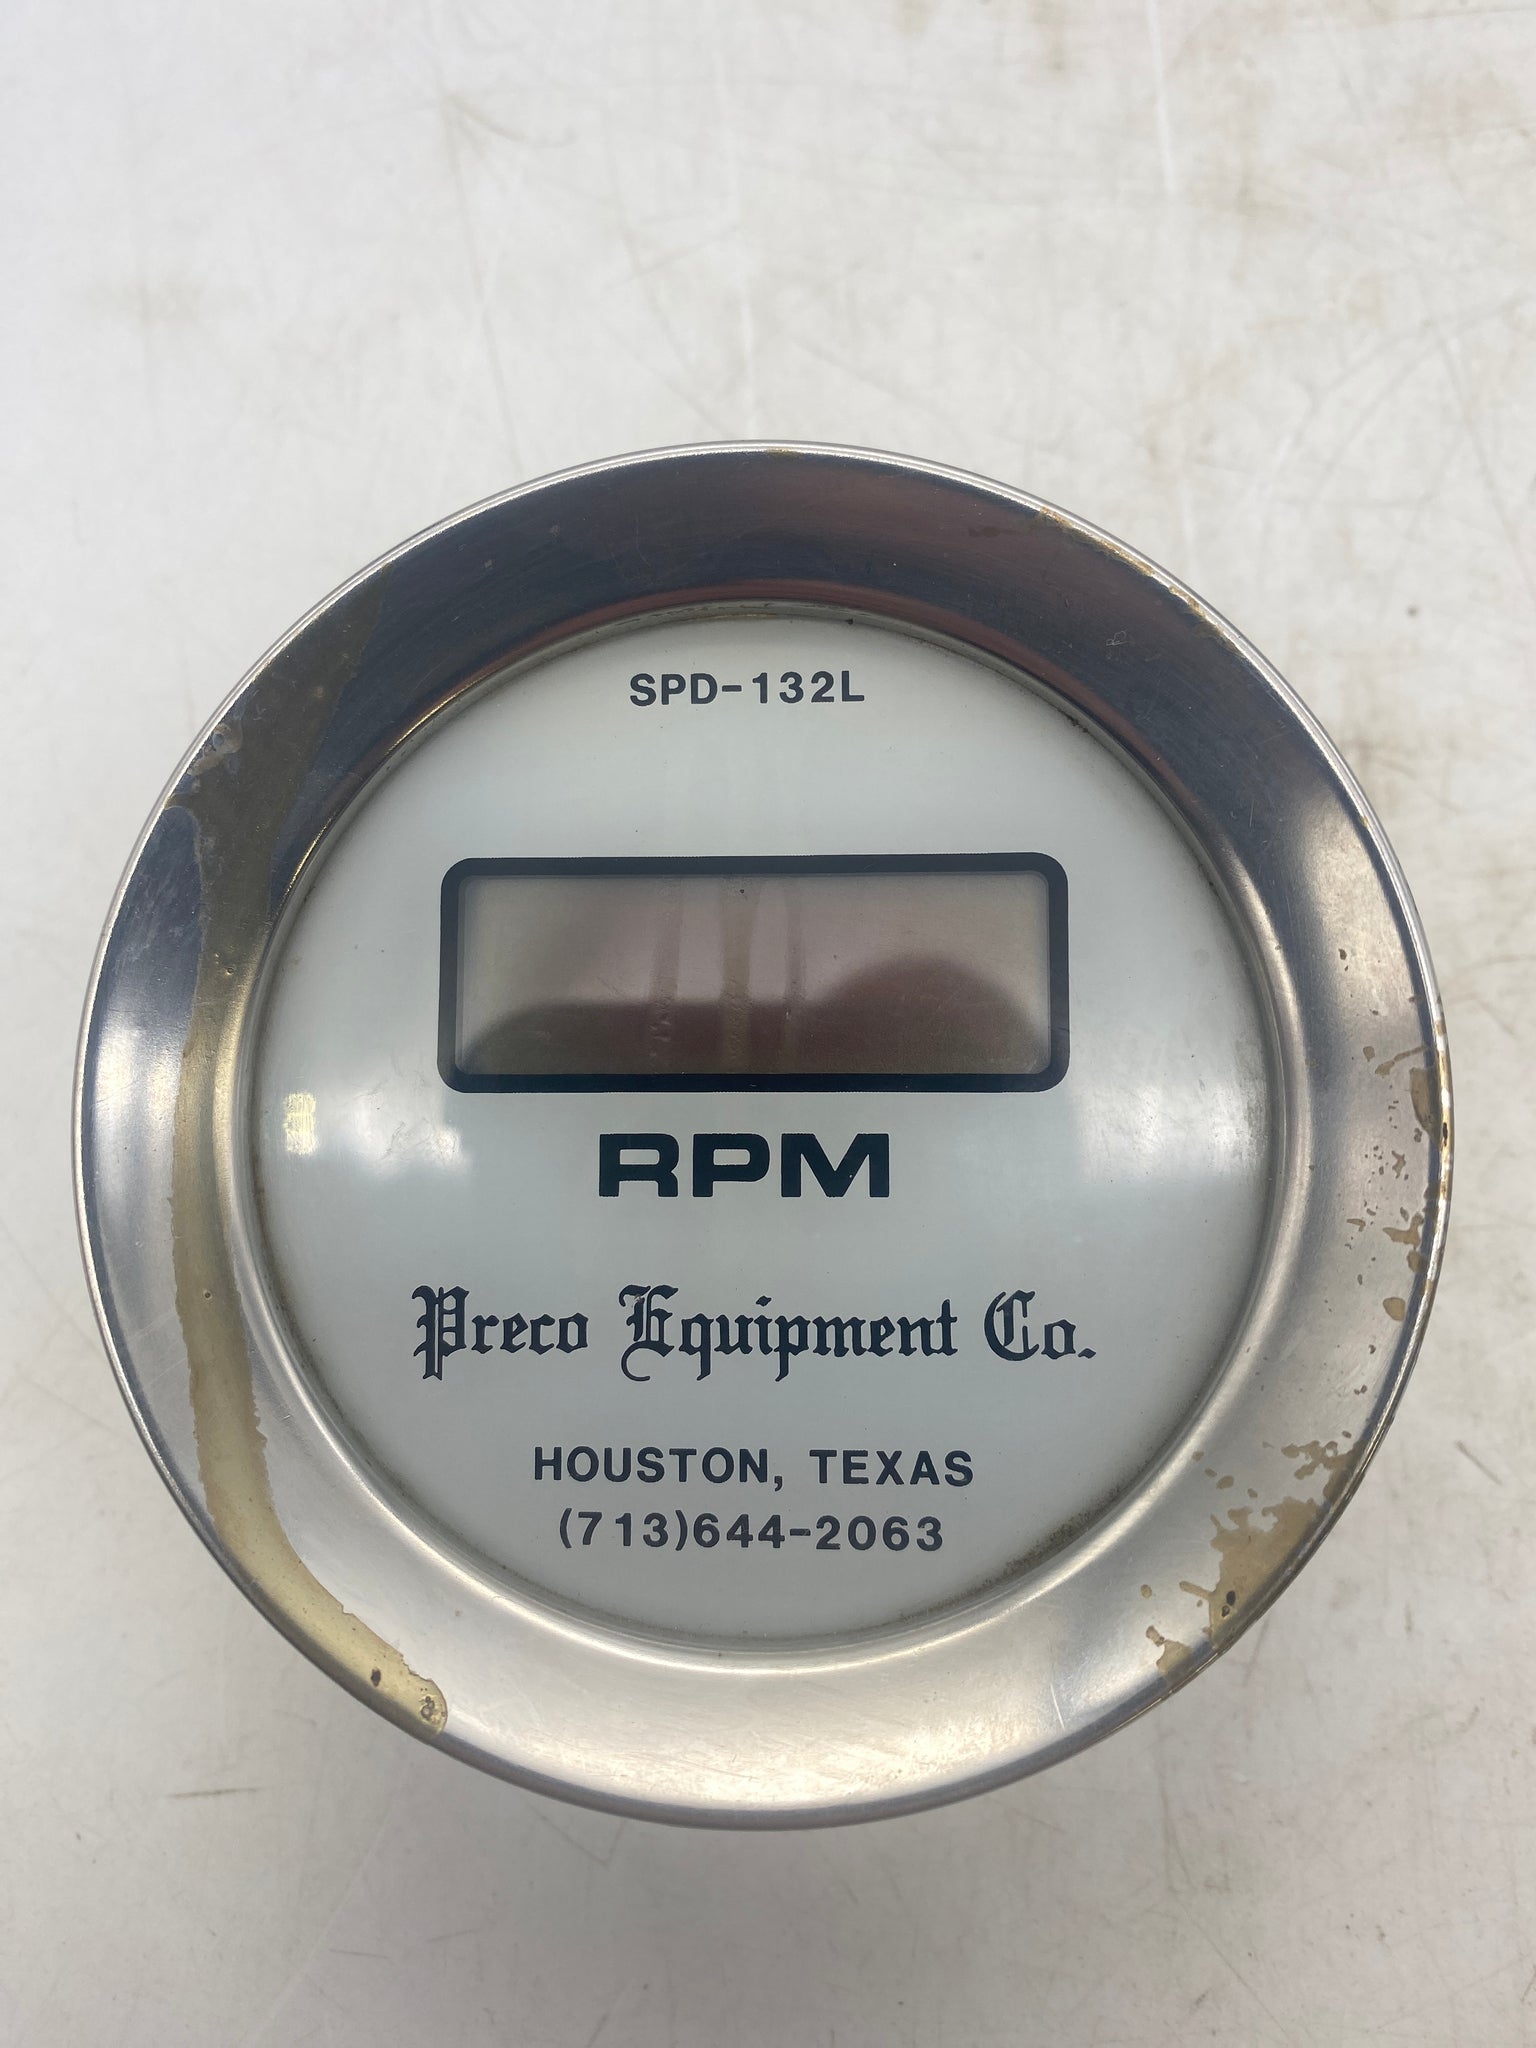 SPD-132L
RPM
Preco Equipment Co.
HOUSTON, TEXAS
(713)644-2063